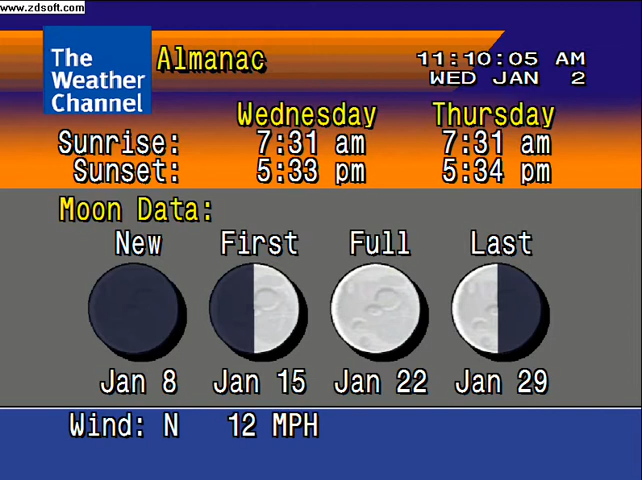 www.zdsoft.com
The Weather Channel
Almanac
11:10:05 AM
WED JAN 2
Wednesday Thursday
Sunrise: 7:31 am 7:31 am
Sunset: 5:33 pm 5:34 pm
Moon Data:
New First Full Last
Jan 8 Jan 15 Jan 22 Jan 29
Wind: N 12 MPH